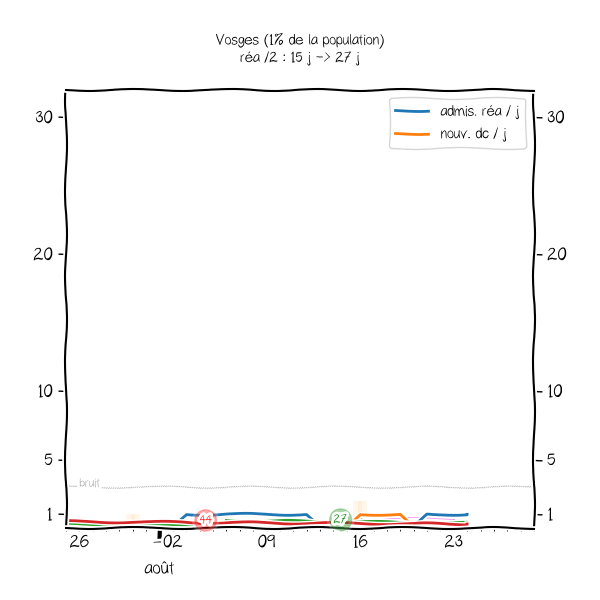 Vosges (1% de la population)
réa /2 : 15 j -> 27 j
admis. réa / j
nouv. dc / j
30
30
20
20
10
10
5
5
bruit
1
1
44
27
26
02
09
16
23
août